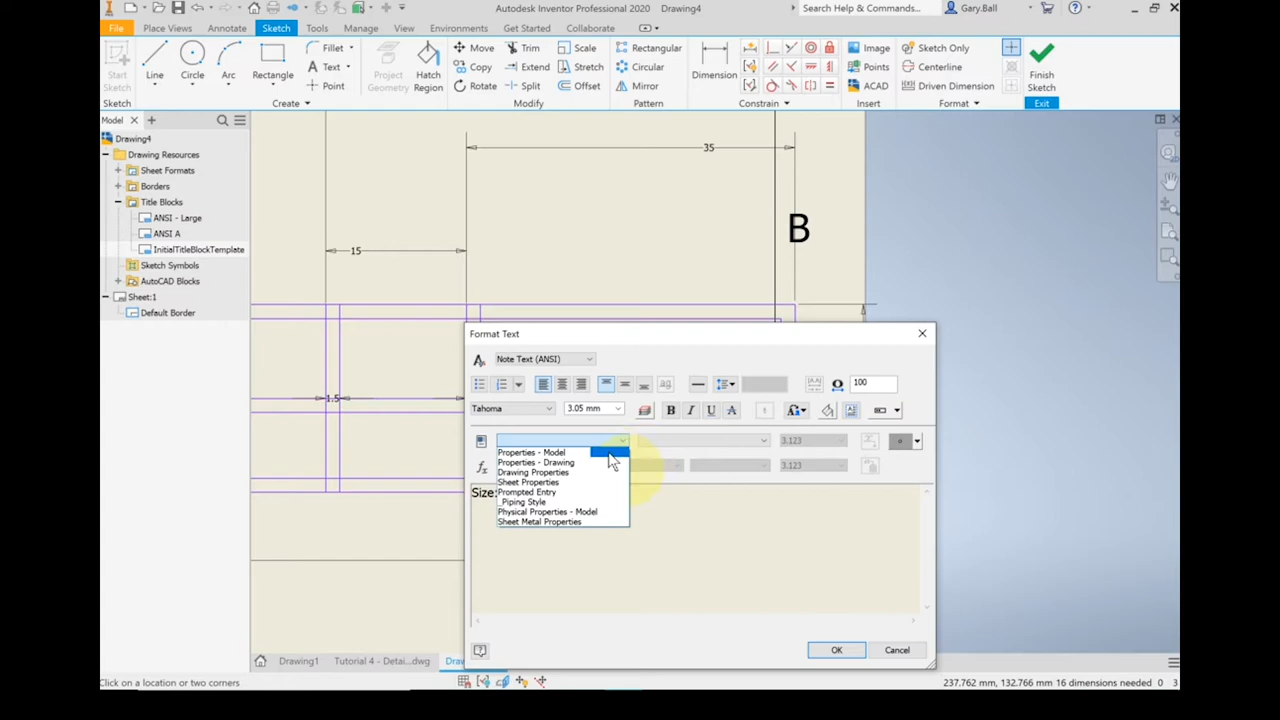 Autodesk Inventor Professional 2020 Drawing4
Search Help & Commands...
Gary.Ball
File Place Views Annotate Sketch Tools Manage View Environments Get Started Collaborate
Start
Sketch
Line
Circle
Arc
Rectangle
Fillet
Text
Point
Project
Geometry
Hatch
Region
Move
Copy
Rotate
Trim
Extend
Split
Scale
Stretch
Offset
Rectangular
Circular
Mirror
Dimension
Image
Points
ACAD
Sketch Only
Centerline
Driven Dimension
Finish
Sketch
Sketch Create Modify Pattern Constrain Insert Format Exit
Model
Drawing4
Drawing Resources
Sheet Formats
Borders
Title Blocks
ANSI - Large
ANSI A
InitialTitleBlockTemplate
Sketch Symbols
AutoCAD Blocks
Sheet:1
Default Border
35
B
15
1.5
Format Text
Note Text (ANSI)
100
Tahoma
3.05 mm
3.123
3.123
Properties - Model
Properties - Drawing
Drawing Properties
Sheet Properties
Prompted Entry
_Piping Style
Physical Properties - Model
Sheet Metal Properties
Size:
OK Cancel
Drawing1 Tutorial 4 - Detai...dwg Draw
Click on a location or two corners
237.762 mm, 132.766 mm 16 dimensions needed 0 3